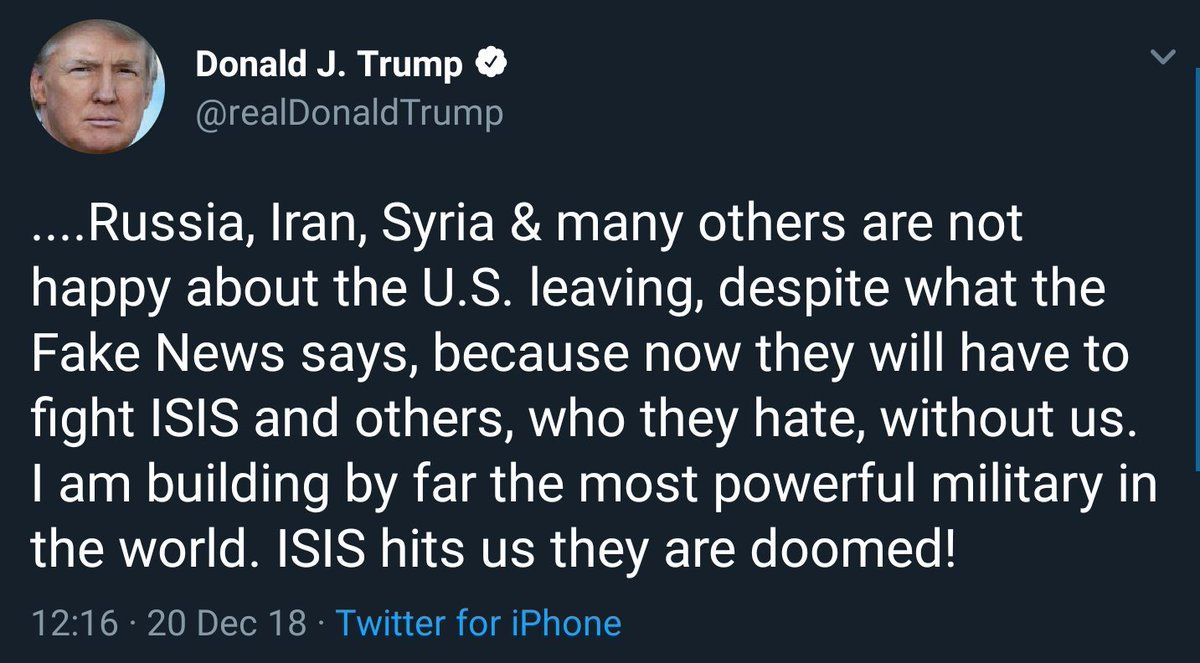 Donald J. Trump
@realDonaldTrump
....Russia, Iran, Syria & many others are not
happy about the U.S. leaving, despite what the
Fake News says, because now they will have to
fight ISIS and others, who they hate, without us.
I am building by far the most powerful military in
the world. ISIS hits us they are doomed!
12:16 · 20 Dec 18 · Twitter for iPhone